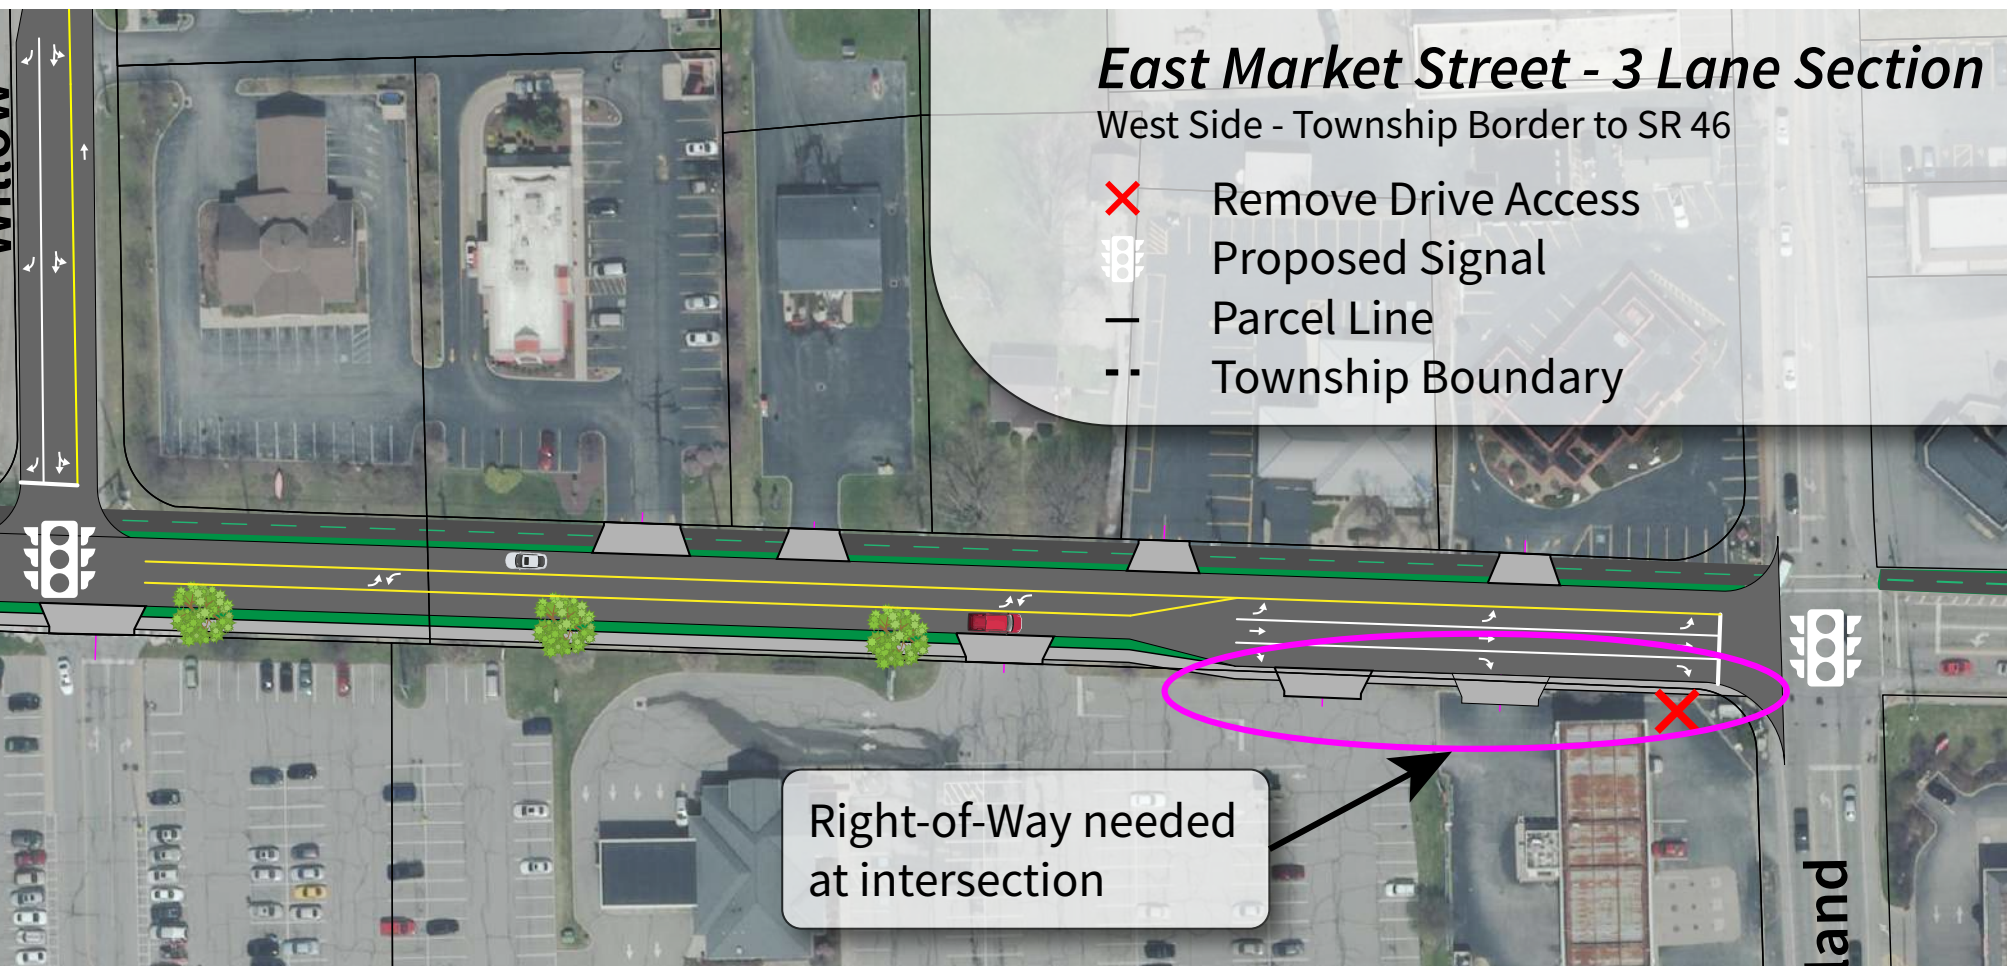 East Market Street - 3 Lane Section
West Side - Township Border to SR 46
Remove Drive Access
Proposed Signal
Parcel Line
Township Boundary
Right-of-Way needed
at intersection
land